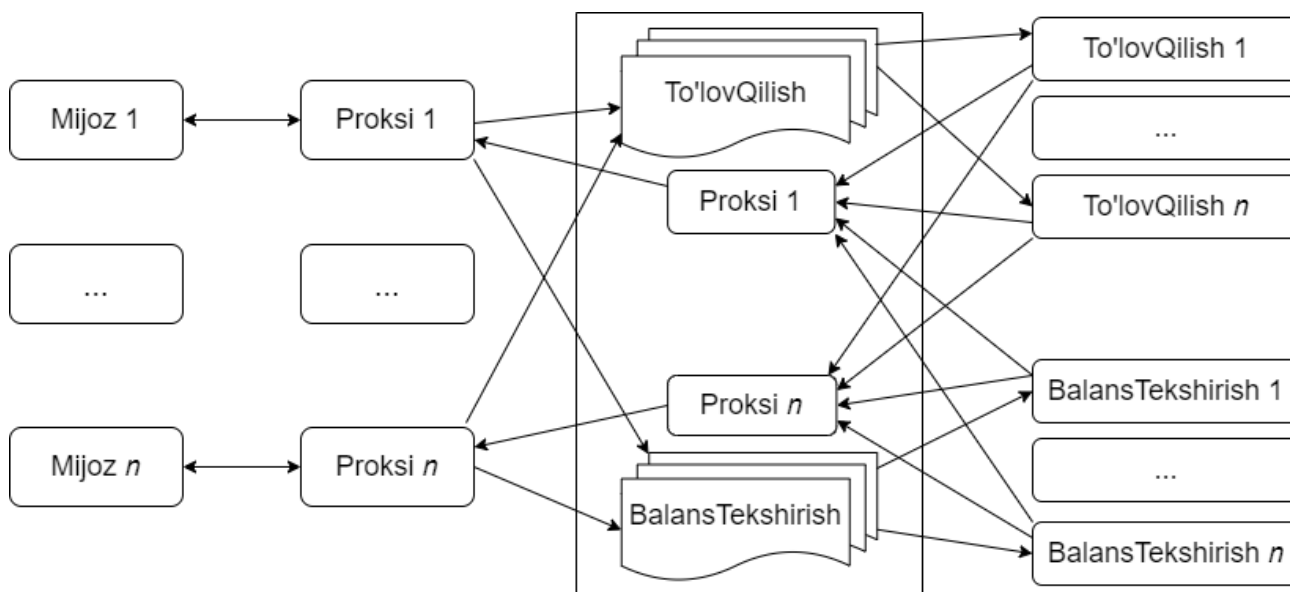 Mijoz 1
Proksi 1
To'lovQilish
To'lovQilish 1
...
Proksi 1
To'lovQilish n
...
...
Proksi n
BalansTekshirish 1
Mijoz n
Proksi n
BalansTekshirish
...
BalansTekshirish n